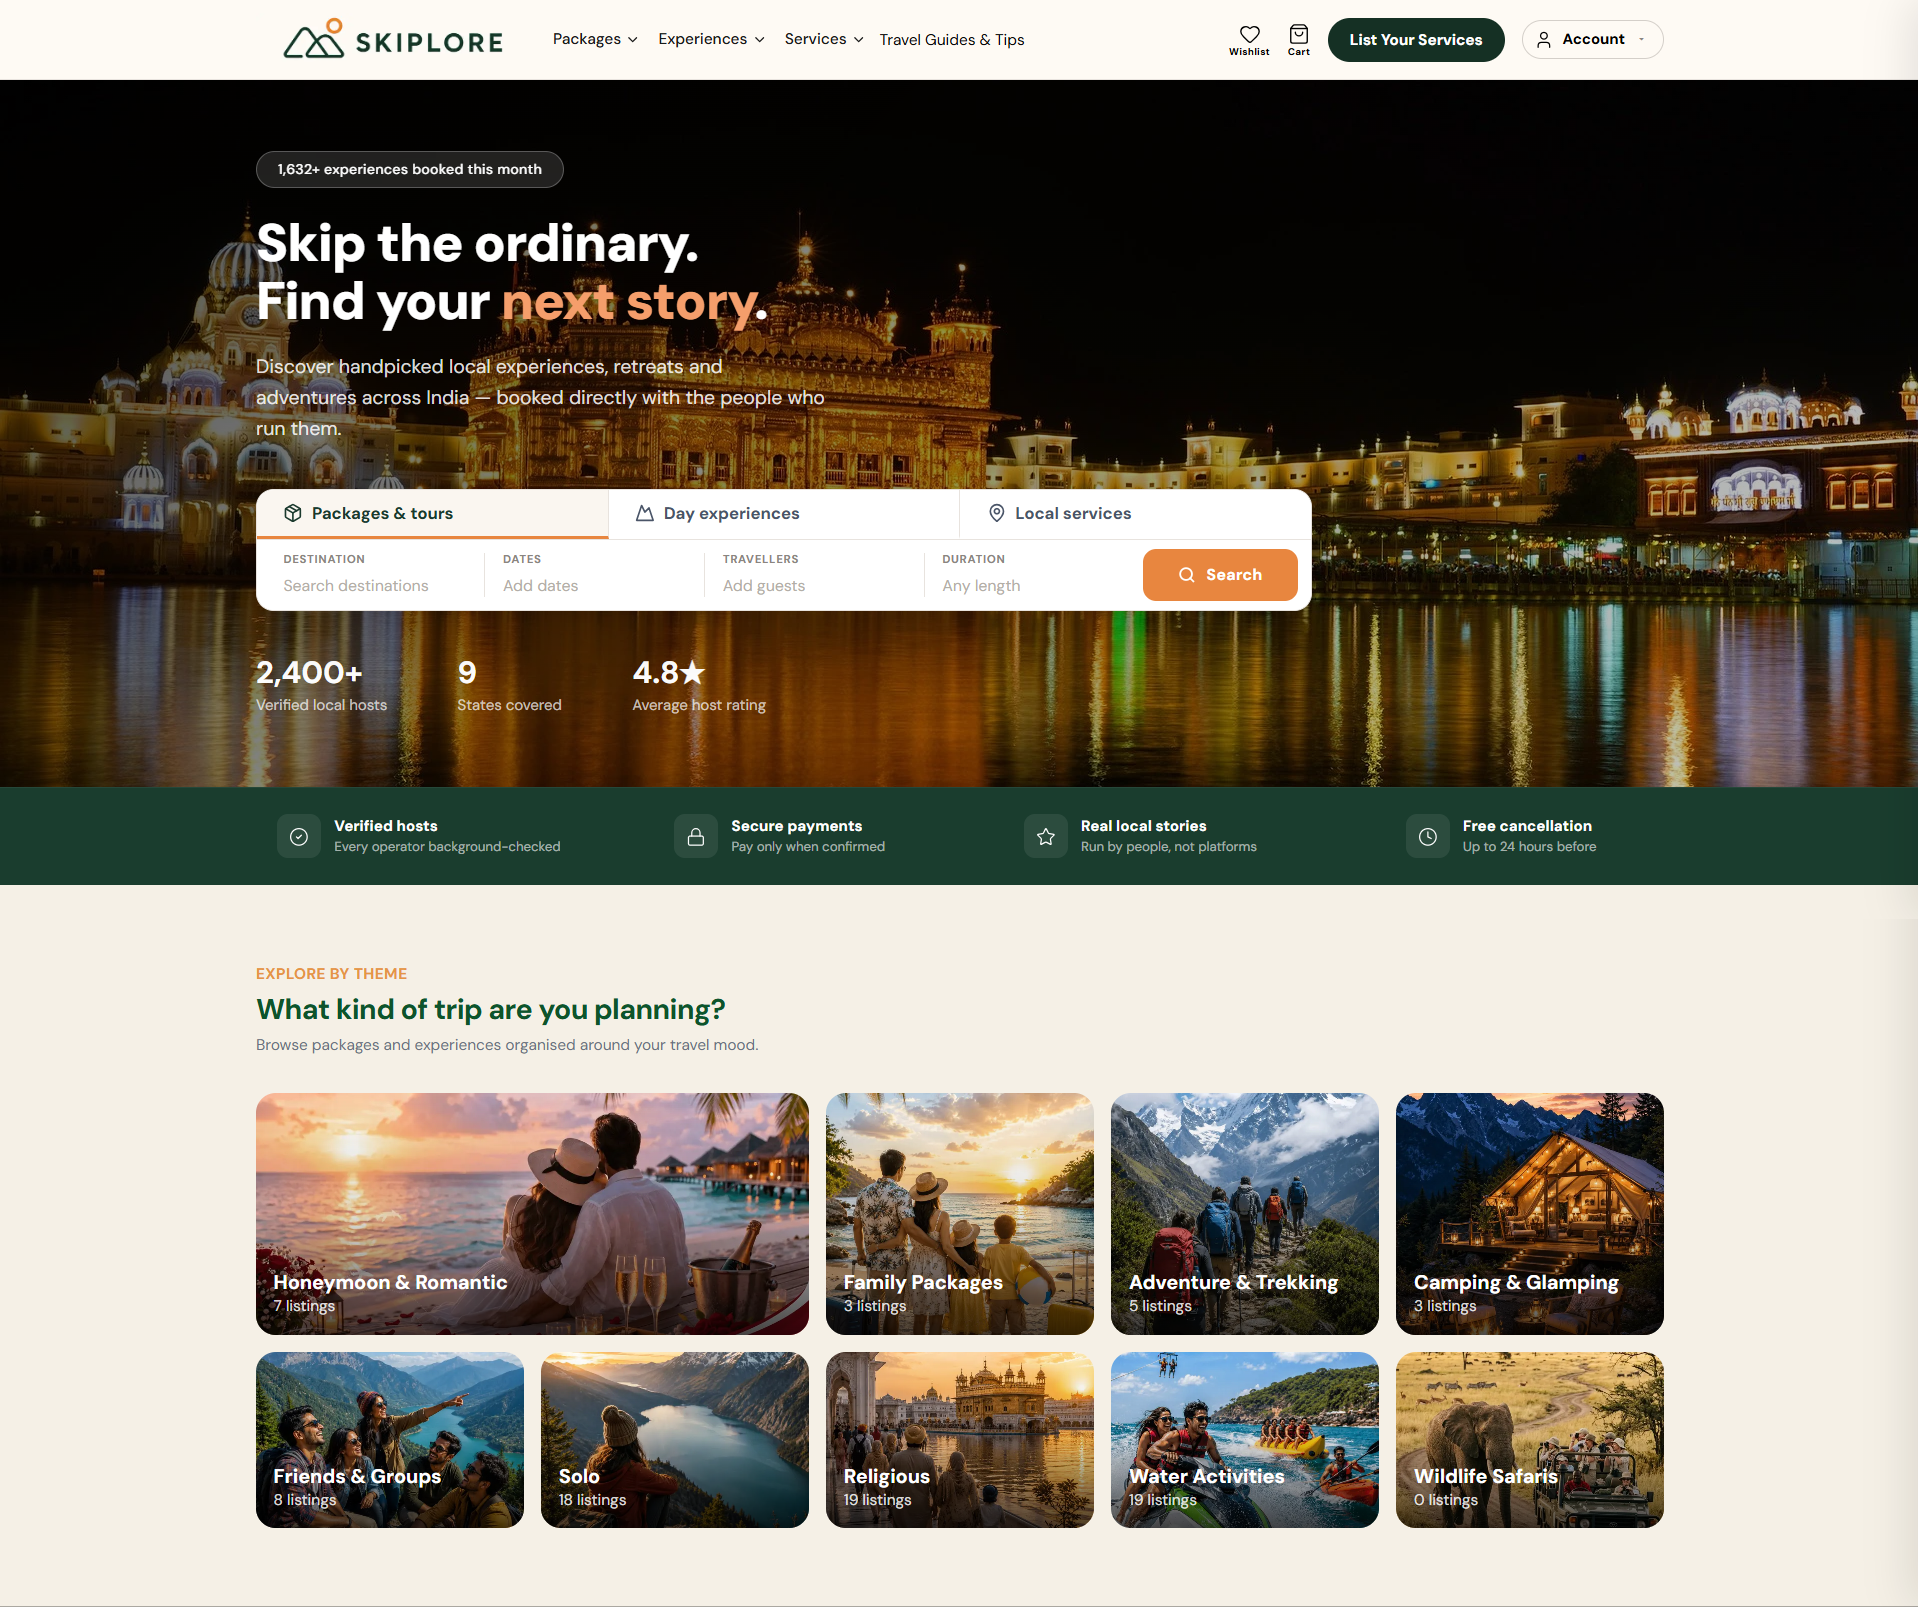 SKIPLORE
Packages
Experiences
Services
Travel Guides & Tips
Wishlist
Cart
List Your Services
Account
1,632+ experiences booked this month
Skip the ordinary.
Find your next story.
Discover handpicked local experiences, retreats and
adventures across India — booked directly with the people who
run them.
Packages & tours
Day experiences
Local services
DESTINATION
Search destinations
DATES
Add dates
TRAVELLERS
Add guests
DURATION
Any length
Search
2,400+
Verified local hosts
9
States covered
4.8★
Average host rating
Verified hosts
Every operator background-checked
Secure payments
Pay only when confirmed
Real local stories
Run by people, not platforms
Free cancellation
Up to 24 hours before
EXPLORE BY THEME
What kind of trip are you planning?
Browse packages and experiences organised around your travel mood.
Honeymoon & Romantic
7 listings
Family Packages
3 listings
Adventure & Trekking
5 listings
Camping & Glamping
3 listings
Friends & Groups
8 listings
Solo
18 listings
Religious
19 listings
Water Activities
19 listings
Wildlife Safaris
0 listings